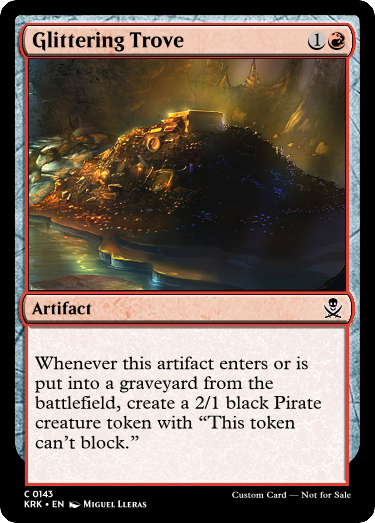 Glittering Trove 1
Artifact
Whenever this artifact enters or is
put into a graveyard from the
battlefield, create a 2/1 black Pirate
creature token with “This token
can’t block.”
C 0143
KRK • EN Miguel Lleras
Custom Card — Not for Sale